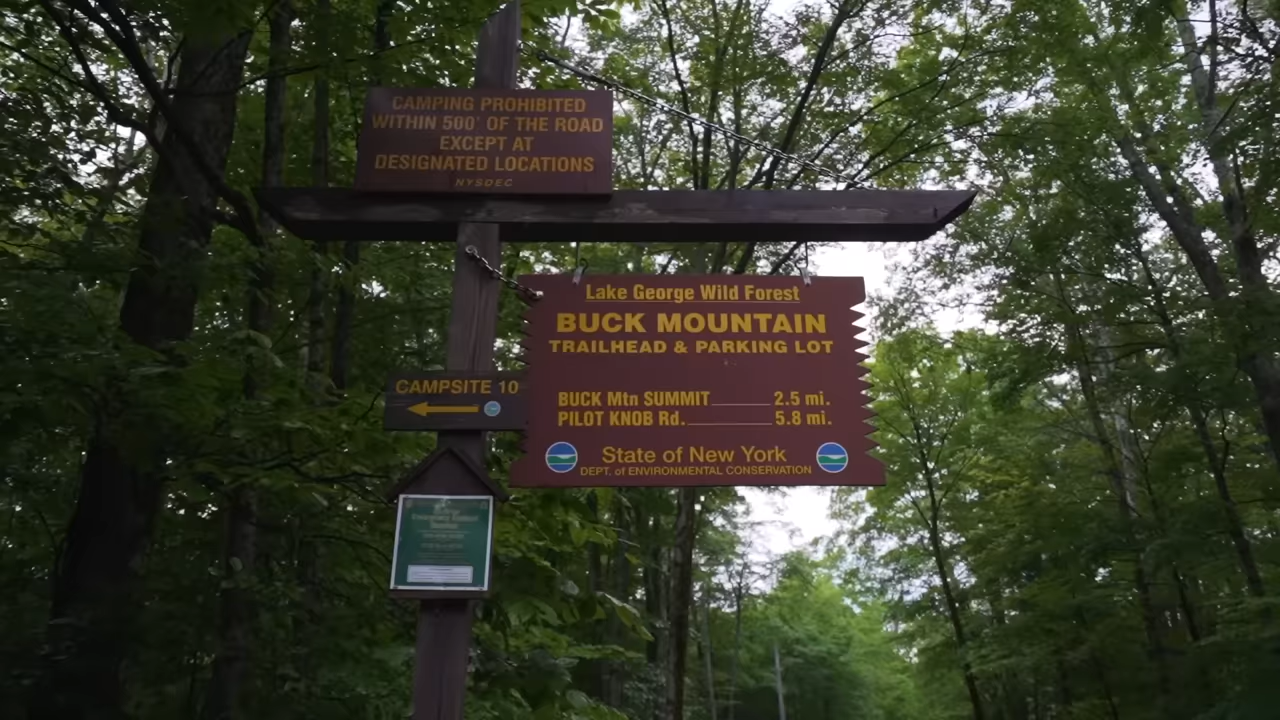 CAMPING PROHIBITED
WITHIN 500' OF THE ROAD
EXCEPT AT
DESIGNATED LOCATIONS
NYSDEC
Lake George Wild Forest
BUCK MOUNTAIN
TRAILHEAD & PARKING LOT
BUCK Mtn SUMMIT 2.5 mi.
PILOT KNOB Rd. 5.8 mi.
State of New York
DEPT. of ENVIRONMENTAL CONSERVATION
CAMPSITE 10